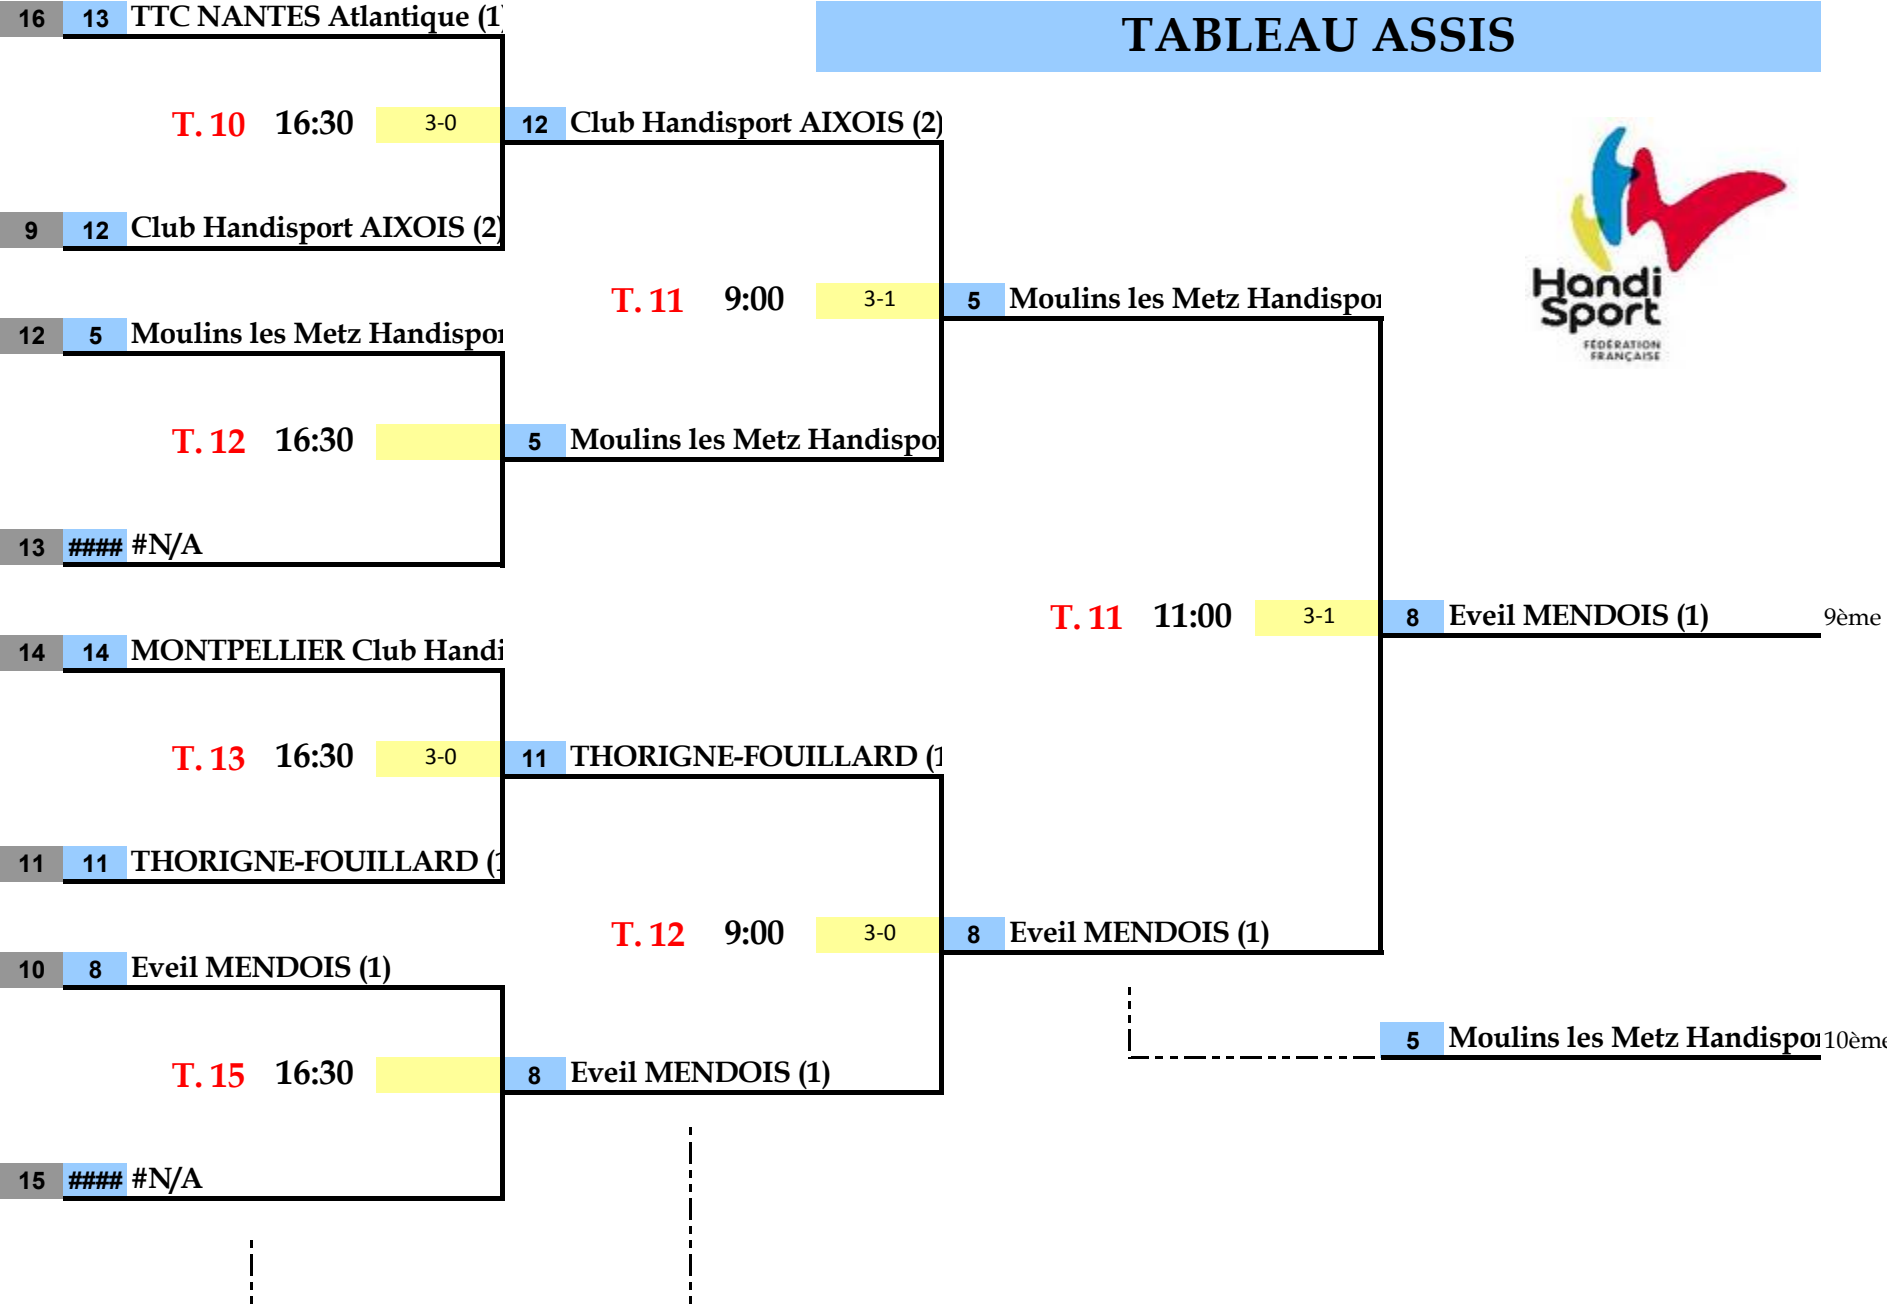 16 13 TTC NANTES Atlantique (1)
TABLEAU ASSIS
T. 10 16:30 3-0 12 Club Handisport AIXOIS (2)
9 12 Club Handisport AIXOIS (2)
T. 11 9:00 3-1 5 Moulins les Metz Handispor
Handi
Sport
FÉDÉRATION
FRANÇAISE
12 5 Moulins les Metz Handispor
T. 12 16:30 5 Moulins les Metz Handispor
13 #### #N/A
T. 11 11:00 3-1 8 Eveil MENDOIS (1) 9ème
14 14 MONTPELLIER Club Handi
T. 13 16:30 3-0 11 THORIGNE-FOUILLARD (1
11 11 THORIGNE-FOUILLARD (1
T. 12 9:00 3-0 8 Eveil MENDOIS (1)
10 8 Eveil MENDOIS (1)
5 Moulins les Metz Handispor 10ème
T. 15 16:30 8 Eveil MENDOIS (1)
15 #### #N/A